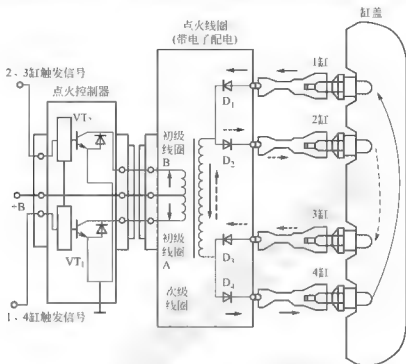 缸盖
点火线圈
(带电子配电)
1缸
2、3缸触发信号
点火控制器
D₁
VT₂
初级
线圈
B
2缸
D₂
+B
3缸
初级
线圈
A
D₃
VT₁
4缸
次级
线圈
D₄
1、4缸触发信号